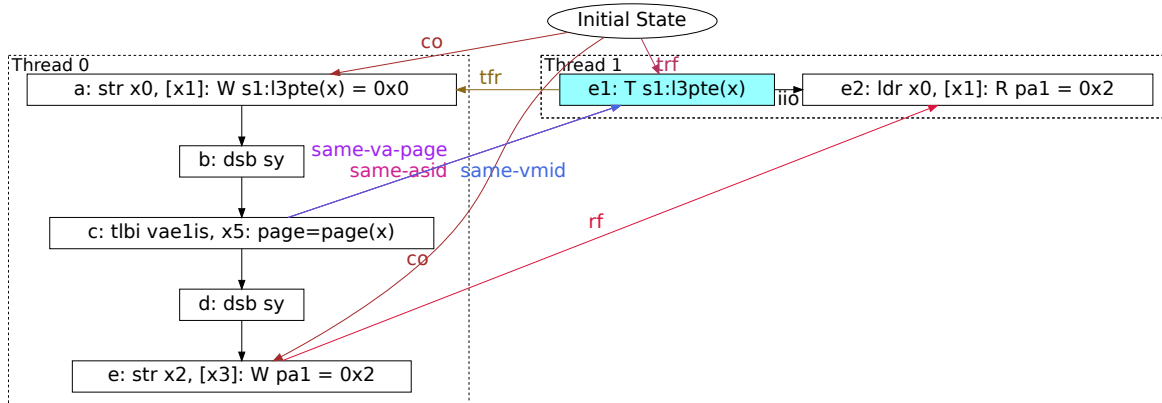 Initial State
co
Thread 0
Thread 1
trf
a: str x0, [x1]: W s1:l3pte(x) = 0x0
tfr
e1: T s1:l3pte(x)
iio
e2: ldr x0, [x1]: R pa1 = 0x2
b: dsb sy
same-va-page
same-asid
same-vmid
c: tlbi vae1is, x5: page=page(x)
rf
co
d: dsb sy
e: str x2, [x3]: W pa1 = 0x2